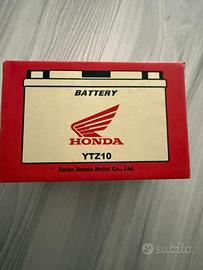 BATTERY
HONDA
YTZ10
Asian Honda Motor Co., Ltd.
subito